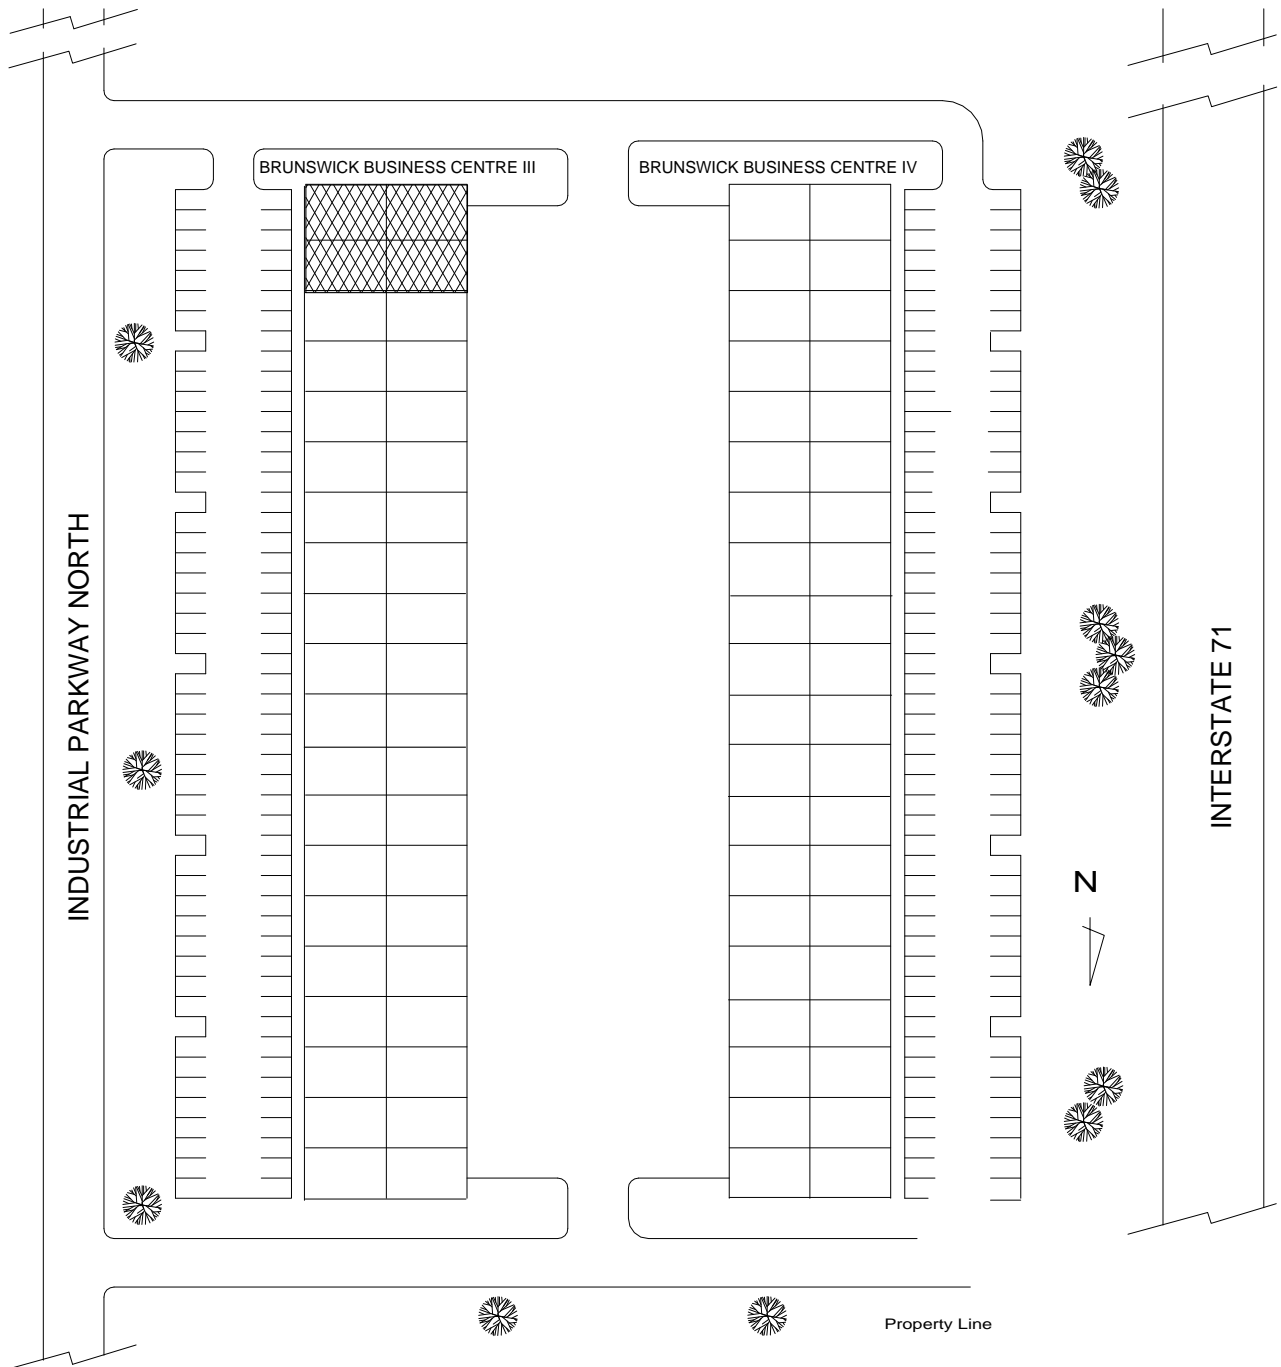 BRUNSWICK BUSINESS CENTRE III
BRUNSWICK BUSINESS CENTRE IV
INDUSTRIAL PARKWAY NORTH
INTERSTATE 71
N
Property Line